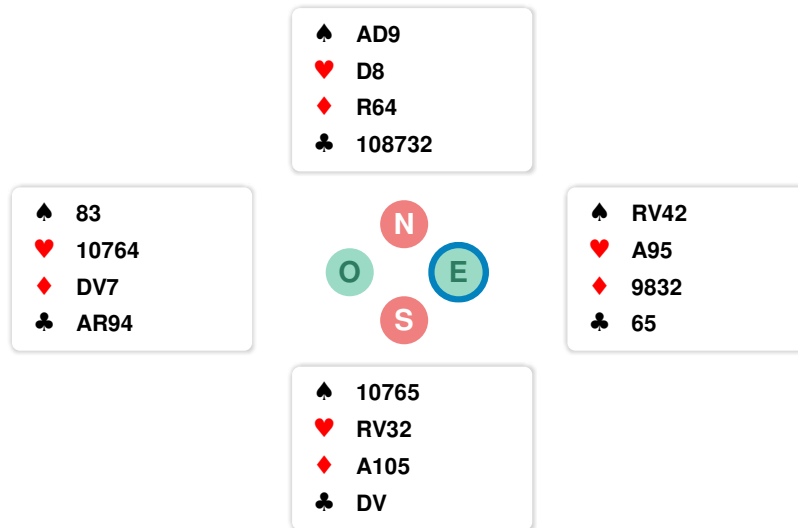 ♠ AD9
♥ D8
♦ R64
♣ 108732
♠ 83
♥ 10764
♦ DV7
♣ AR94
N
O
E
S
♠ RV42
♥ A95
♦ 9832
♣ 65
♠ 10765
♥ RV32
♦ A105
♣ DV